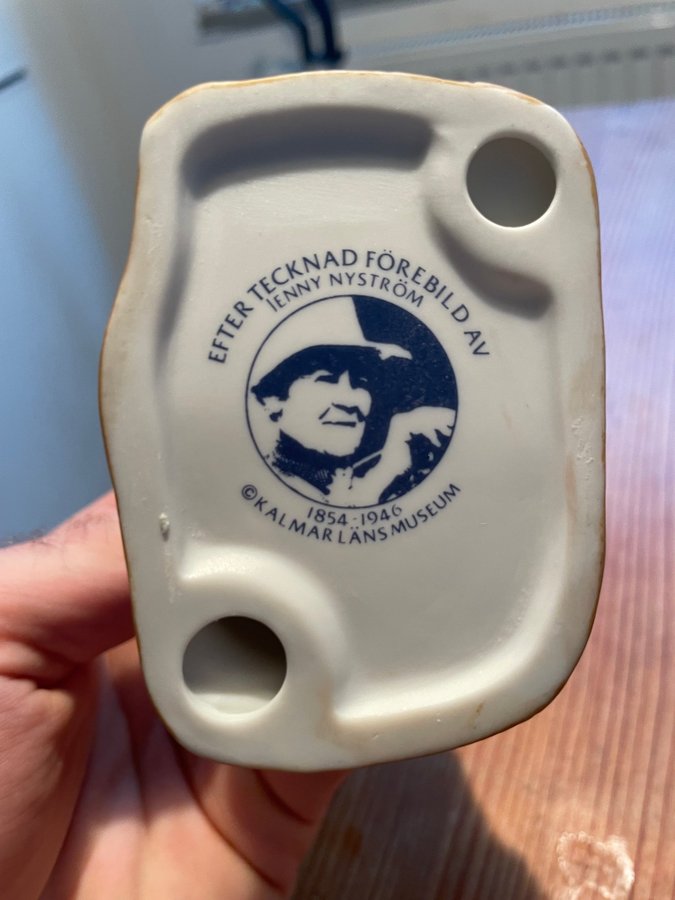 EFTER TECKNAD FÖREBILD AV
JENNY NYSTRÖM
1854-1946
©KALMAR LÄNS MUSEUM